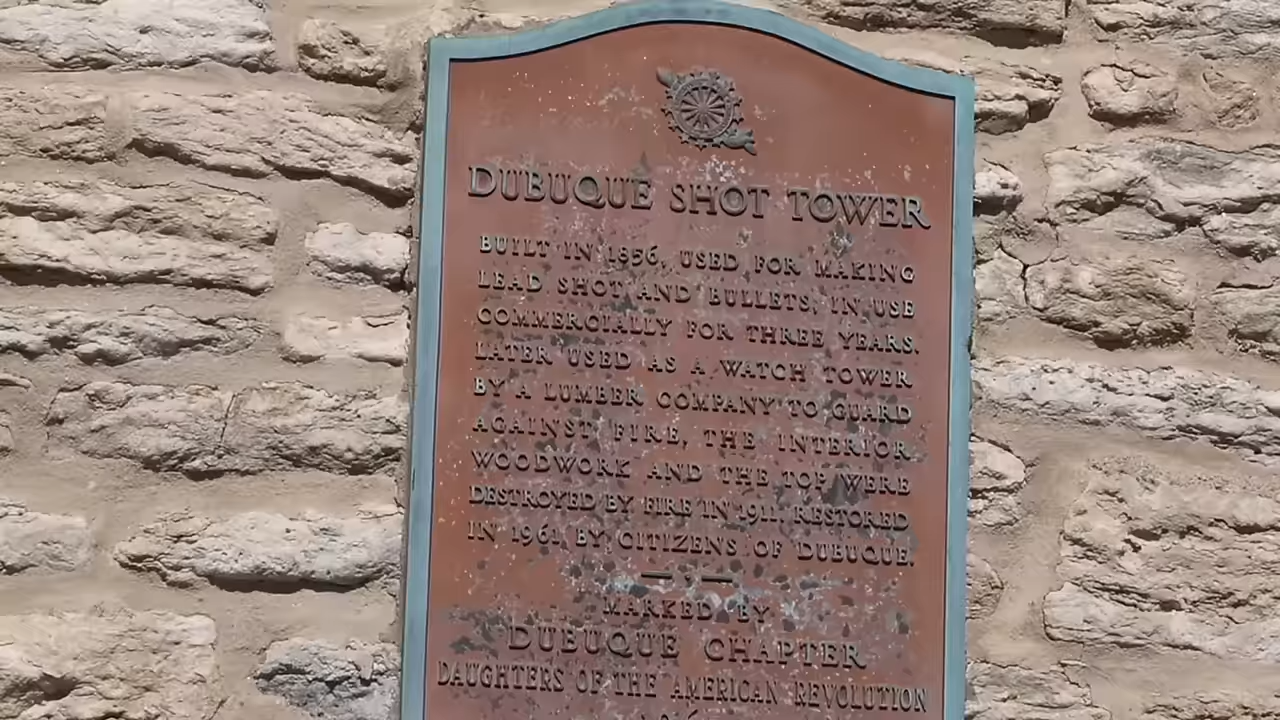 DUBUQUE SHOT TOWER
BUILT IN 1856, USED FOR MAKING
LEAD SHOT AND BULLETS, IN USE
COMMERCIALLY FOR THREE YEARS.
LATER USED AS A WATCH TOWER
BY A LUMBER COMPANY TO GUARD
AGAINST FIRE, THE INTERIOR
WOODWORK AND THE TOP WERE
DESTROYED BY FIRE IN 1911. RESTORED
IN 1961 BY CITIZENS OF DUBUQUE.
MARKED BY
DUBUQUE CHAPTER
DAUGHTERS OF THE AMERICAN REVOLUTION